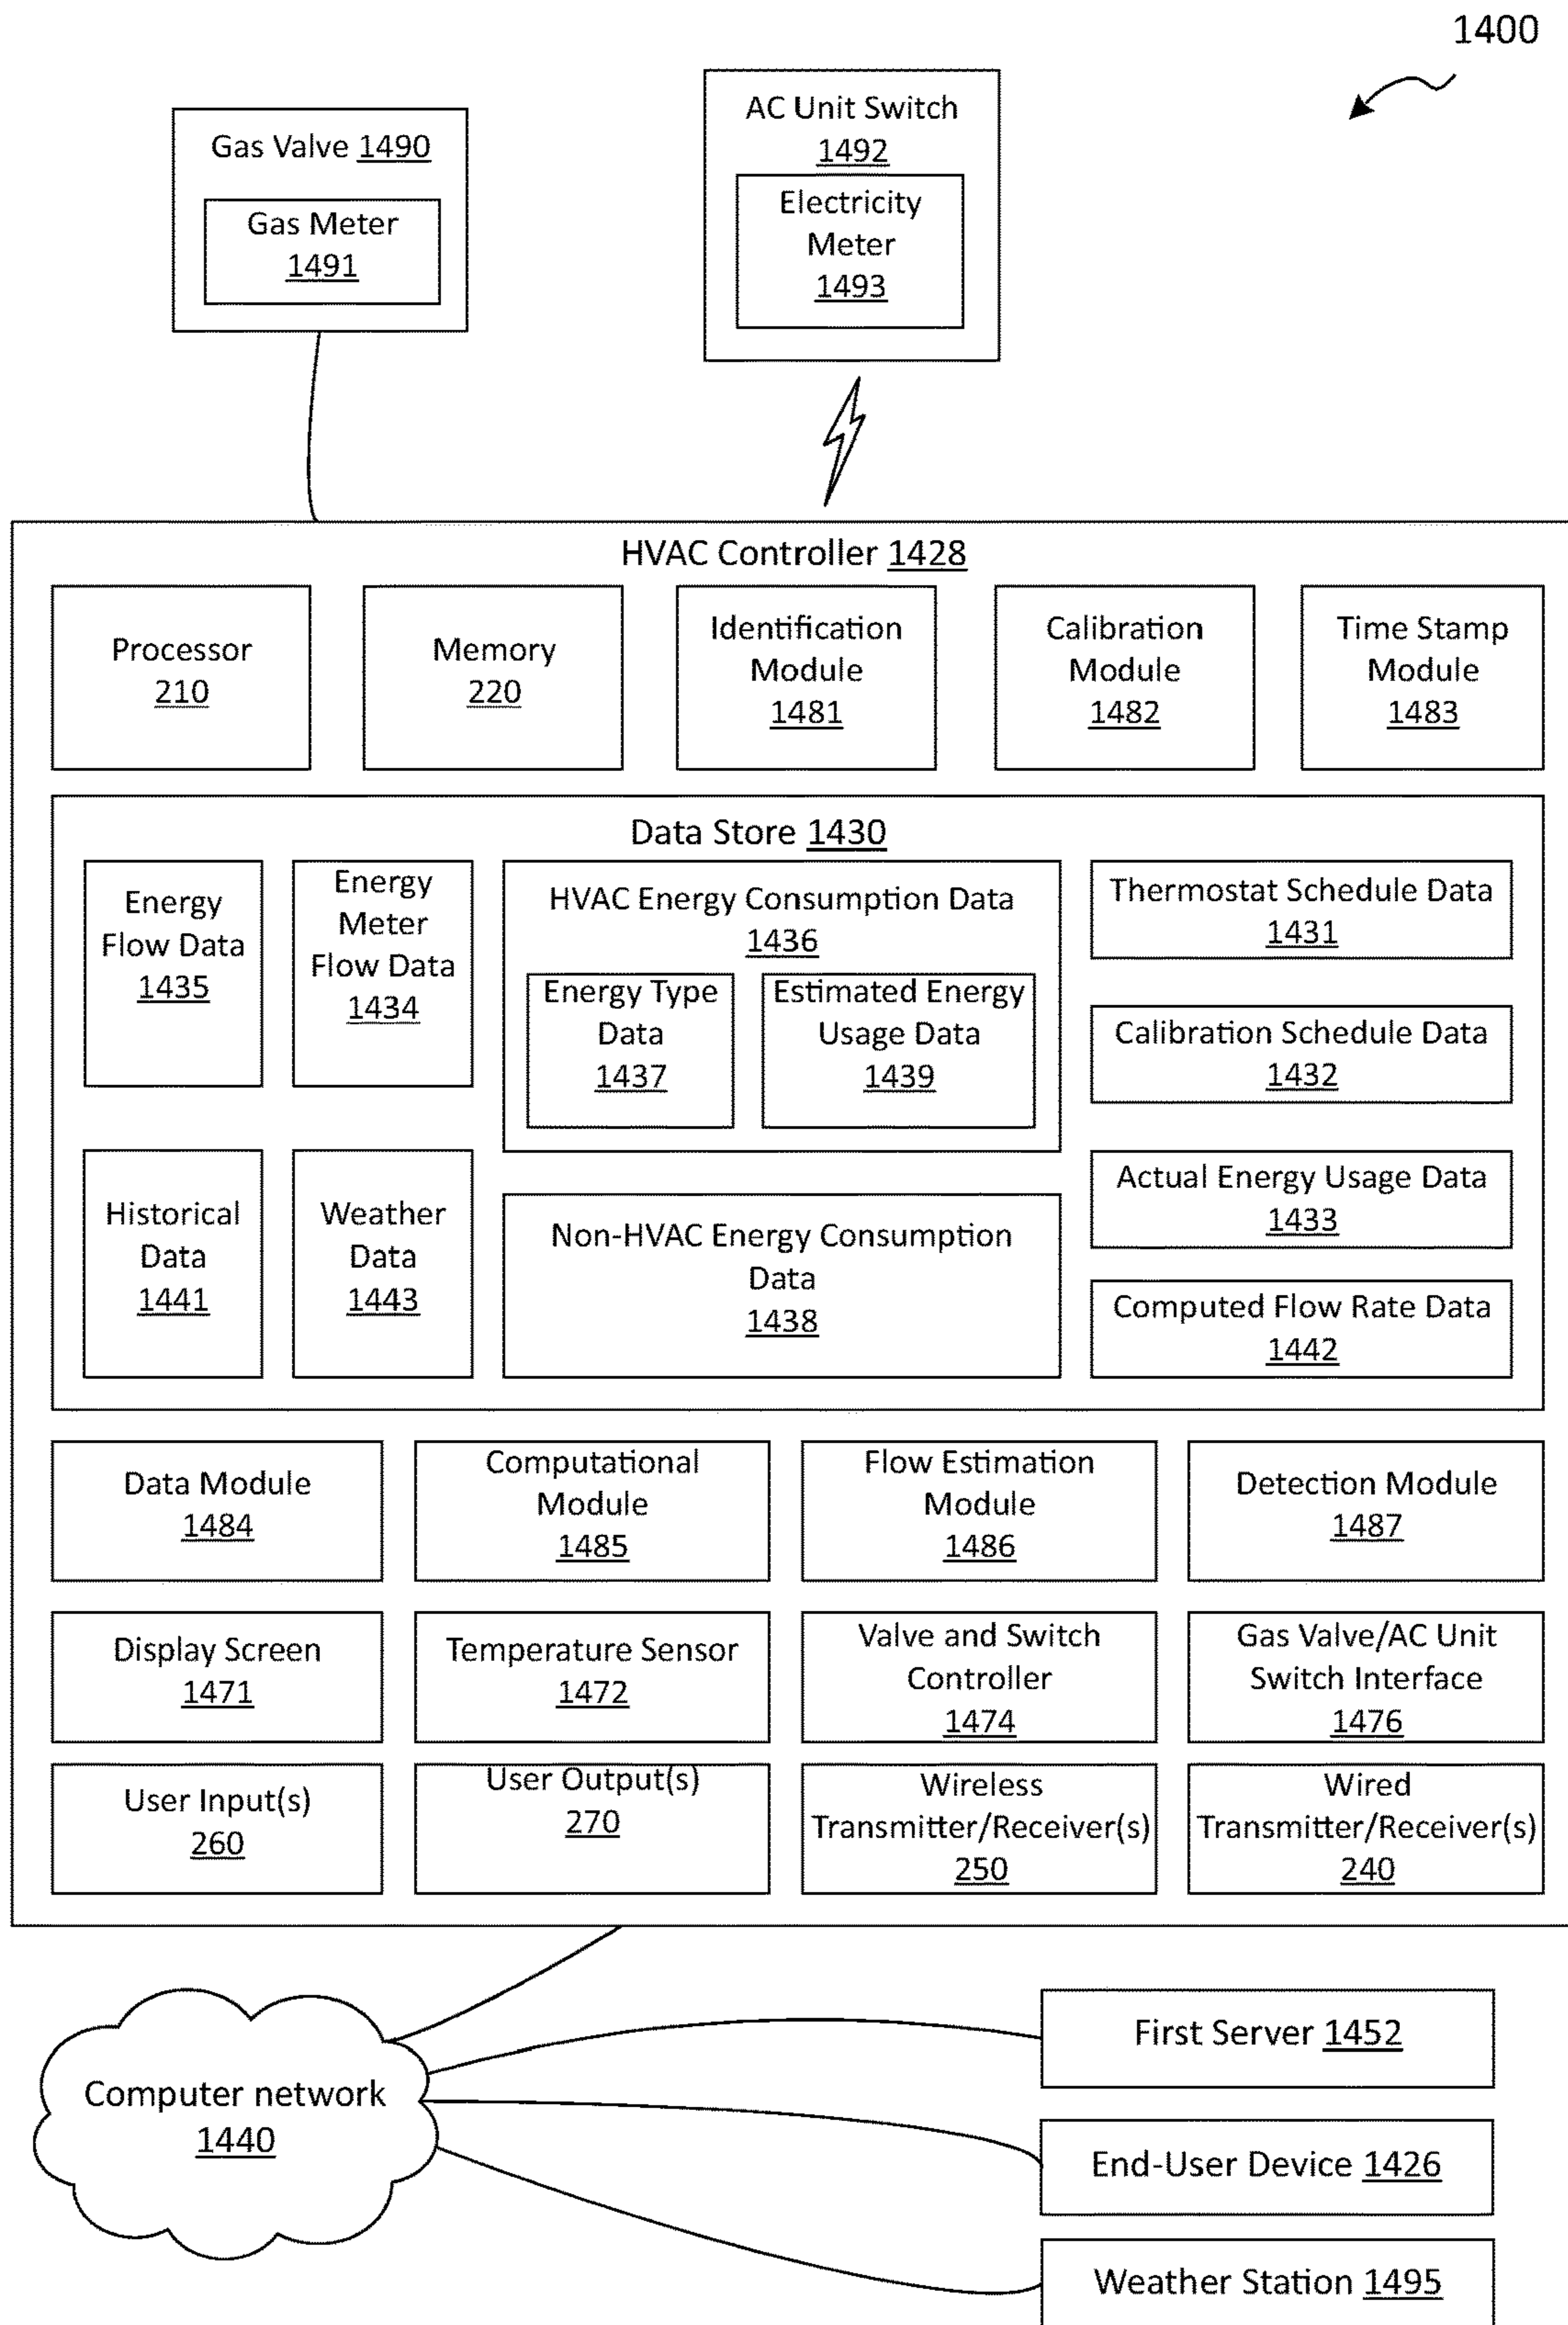 1400
Gas Valve 1490
Gas Meter
1491
AC Unit Switch
1492
Electricity
Meter
1493
HVAC Controller 1428
Processor
210
Memory
220
Identification
Module
1481
Calibration
Module
1482
Time Stamp
Module
1483
Data Store 1430
Energy
Flow Data
1435
Energy
Meter
Flow Data
1434
HVAC Energy Consumption Data
1436
Energy Type
Data
1437
Estimated Energy
Usage Data
1439
Thermostat Schedule Data
1431
Calibration Schedule Data
1432
Historical
Data
1441
Weather
Data
1443
Non-HVAC Energy Consumption
Data
1438
Actual Energy Usage Data
1433
Computed Flow Rate Data
1442
Data Module
1484
Computational
Module
1485
Flow Estimation
Module
1486
Detection Module
1487
Display Screen
1471
Temperature Sensor
1472
Valve and Switch
Controller
1474
Gas Valve/AC Unit
Switch Interface
1476
User Input(s)
260
User Output(s)
270
Wireless
Transmitter/Receiver(s)
250
Wired
Transmitter/Receiver(s)
240
Computer network
1440
First Server 1452
End-User Device 1426
Weather Station 1495